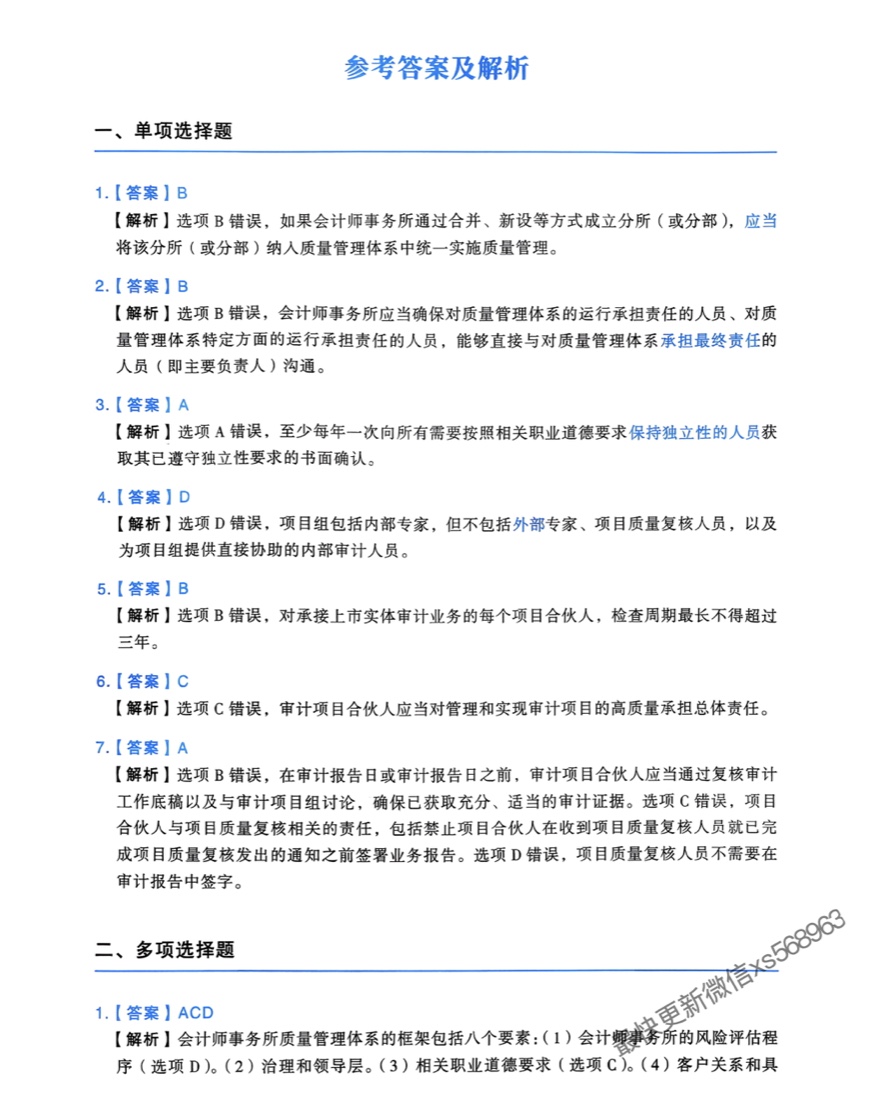 参考答案及解析
一、单项选择题
1.【答案】B
【解析】选项 B 错误，如果会计师事务所通过合并、新设等方式成立分所（或分部），应当
将该分所（或分部）纳入质量管理体系中统一实施质量管理。
2.【答案】B
【解析】选项 B 错误，会计师事务所应当确保对质量管理体系的运行承担责任的人员、对质
量管理体系特定方面的运行承担责任的人员，能够直接与对质量管理体系承担最终责任的
人员（即主要负责人）沟通。
3.【答案】A
【解析】选项 A 错误，至少每年一次向所有需要按照相关职业道德要求保持独立性的人员获
取其已遵守独立性要求的书面确认。
4.【答案】D
【解析】选项 D 错误，项目组包括内部专家，但不包括外部专家、项目质量复核人员，以及
为项目组提供直接协助的内部审计人员。
5.【答案】B
【解析】选项 B 错误，对承接上市实体审计业务的每个项目合伙人，检查周期最长不得超过
三年。
6.【答案】C
【解析】选项 C 错误，审计项目合伙人应当对管理和实现审计项目的高质量承担总体责任。
7.【答案】A
【解析】选项 B 错误，在审计报告日或审计报告日之前，审计项目合伙人应当通过复核审计
工作底稿以及与审计项目组讨论，确保已获取充分、适当的审计证据。选项 C 错误，项目
合伙人与项目质量复核相关的责任，包括禁止项目合伙人在收到项目质量复核人员就已完
成项目质量复核发出的通知之前签署业务报告。选项 D 错误，项目质量复核人员不需要在
审计报告中签字。
二、多项选择题
1.【答案】ACD
【解析】会计师事务所质量管理体系的框架包括八个要素：（1）会计师事务所的风险评估程
序（选项 D）。（2）治理和领导层。（3）相关职业道德要求（选项 C）。（4）客户关系和具
最快更新微信xs568963